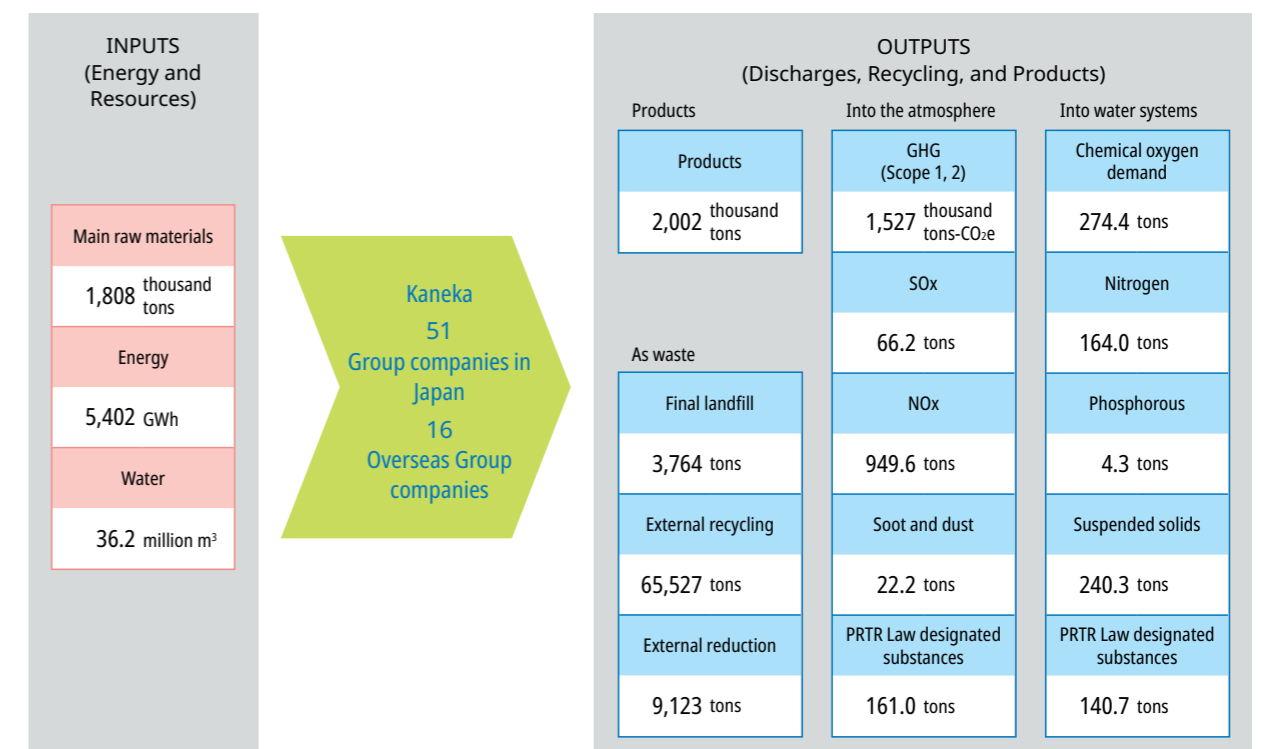 INPUTS
(Energy and
Resources)
Main raw materials
1,808 thousand
tons
Energy
5,402 GWh
Water
36.2 million m³
Kaneka
51
Group companies in
Japan
16
Overseas Group
companies
OUTPUTS
(Discharges, Recycling, and Products)
Products
Products
2,002 thousand
tons
As waste
Final landfill
3,764 tons
External recycling
65,527 tons
External reduction
9,123 tons
Into the atmosphere
GHG
(Scope 1, 2)
1,527 thousand
tons-CO₂e
SOx
66.2 tons
NOx
949.6 tons
Soot and dust
22.2 tons
PRTR Law designated
substances
161.0 tons
Into water systems
Chemical oxygen
demand
274.4 tons
Nitrogen
164.0 tons
Phosphorous
4.3 tons
Suspended solids
240.3 tons
PRTR Law designated
substances
140.7 tons